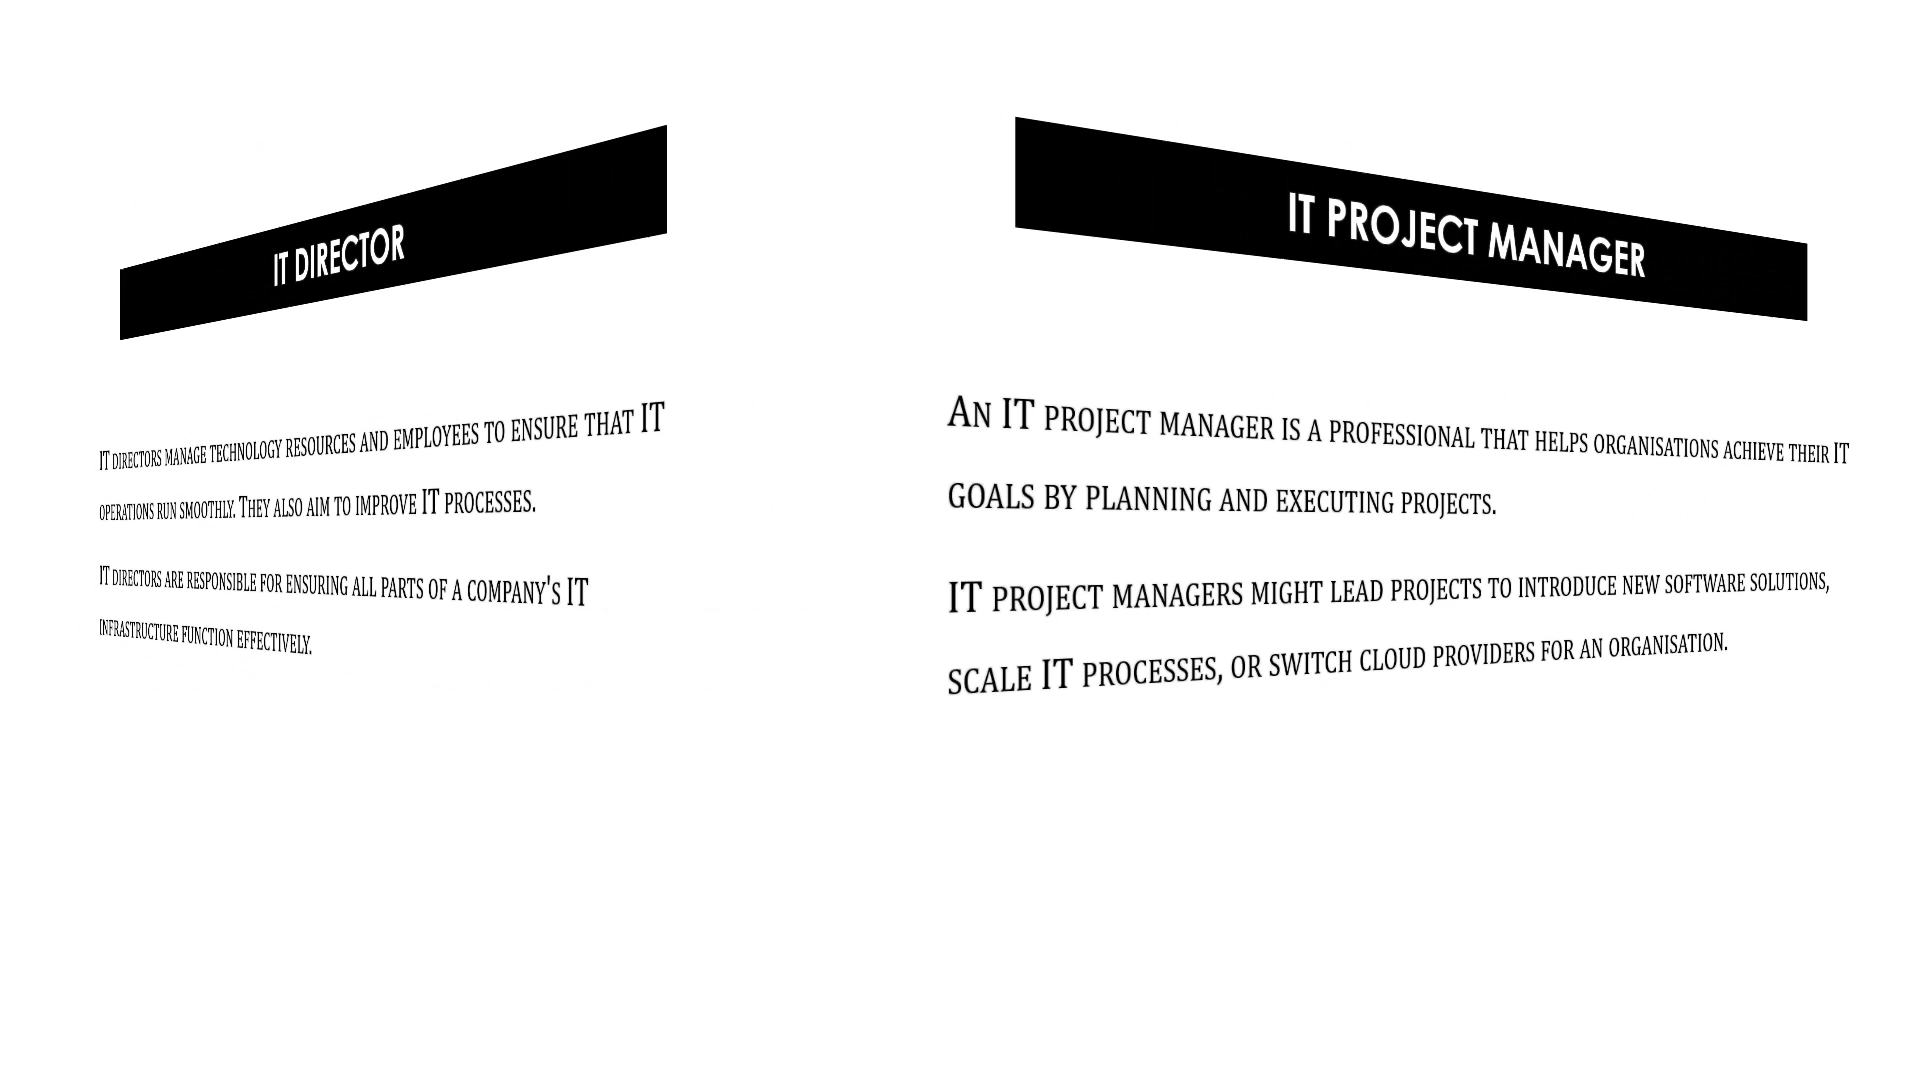 IT DIRECTOR
IT DIRECTORS MANAGE TECHNOLOGY RESOURCES AND EMPLOYEES TO ENSURE THAT IT
OPERATIONS RUN SMOOTHLY. THEY ALSO AIM TO IMPROVE IT PROCESSES.
IT DIRECTORS ARE RESPONSIBLE FOR ENSURING ALL PARTS OF A COMPANY'S IT
INFRASTRUCTURE FUNCTION EFFECTIVELY.
IT PROJECT MANAGER
AN IT PROJECT MANAGER IS A PROFESSIONAL THAT HELPS ORGANISATIONS ACHIEVE THEIR IT
GOALS BY PLANNING AND EXECUTING PROJECTS.
IT PROJECT MANAGERS MIGHT LEAD PROJECTS TO INTRODUCE NEW SOFTWARE SOLUTIONS,
SCALE IT PROCESSES, OR SWITCH CLOUD PROVIDERS FOR AN ORGANISATION.